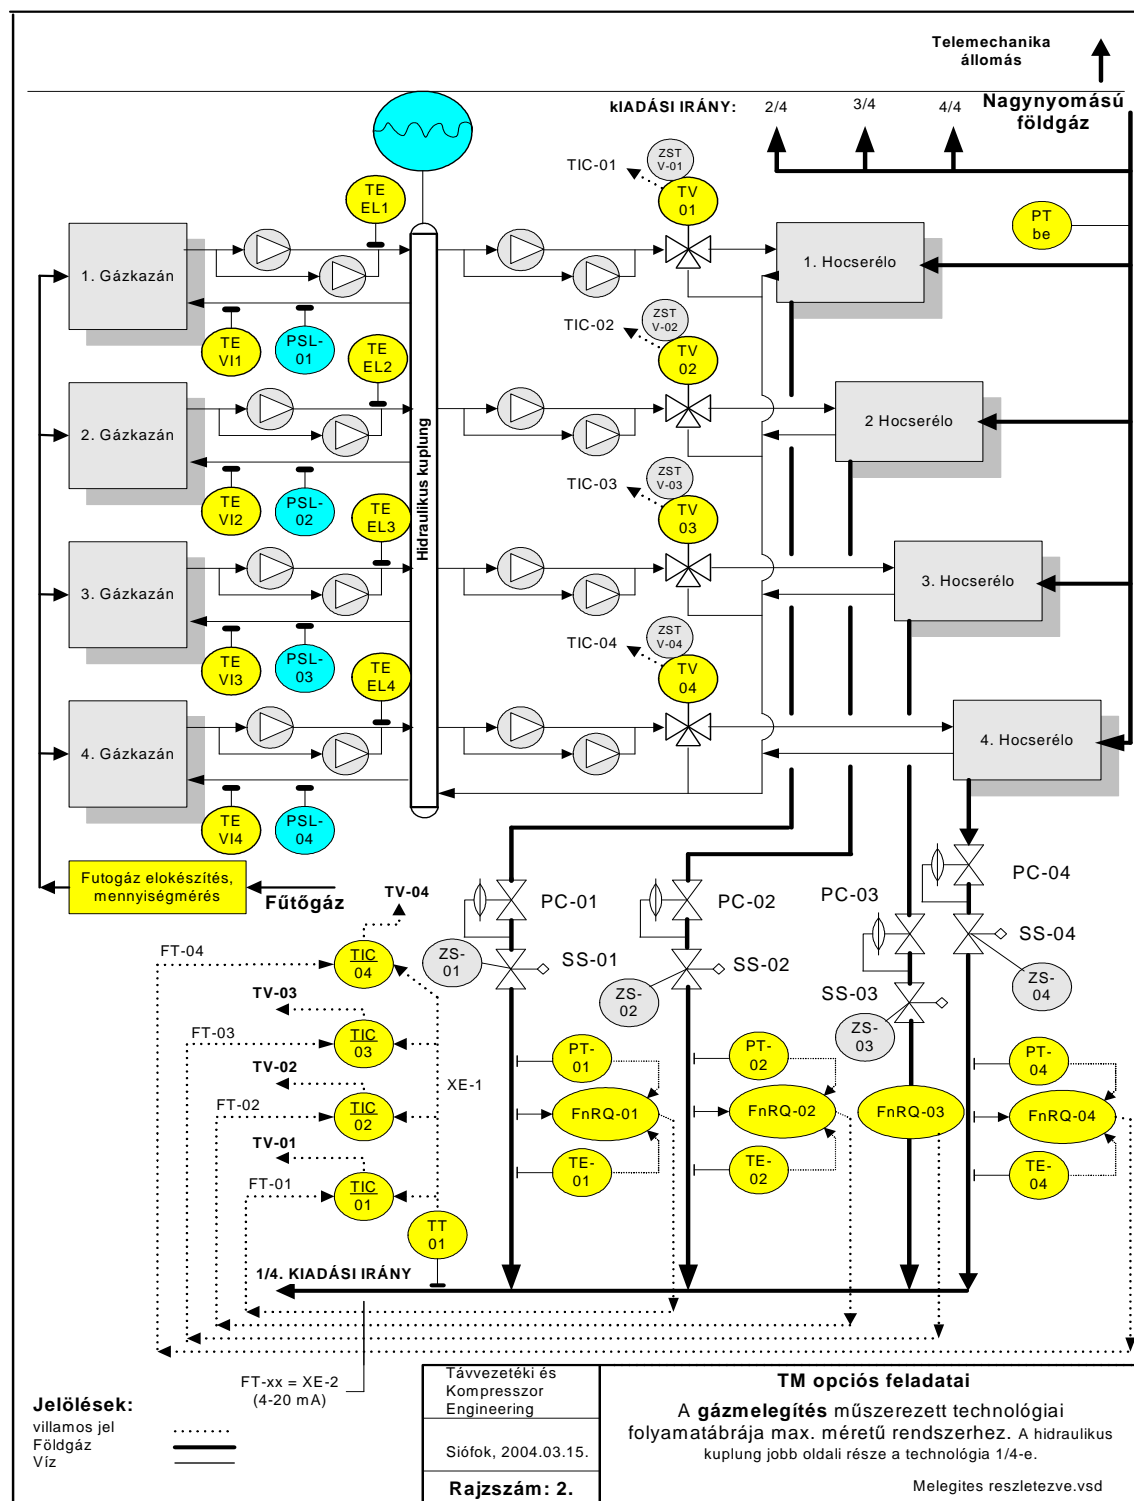 Telemechanika
állomás
kIADÁSI IRÁNY:
2/4
3/4
4/4
Nagynyomású
földgáz
TIC-01
ZST
V-01
TV
01
TE
EL1
PT
be
1. Gázkazán
1. Hocserélo
TE
VI1
PSL-
01
TIC-02
ZST
V-02
TV
02
TE
EL2
2. Gázkazán
2 Hocserélo
Hidraulikus kuplung
TE
VI2
PSL-
02
TIC-03
ZST
V-03
TV
03
TE
EL3
3. Gázkazán
3. Hocserélo
TE
VI3
PSL-
03
TIC-04
ZST
V-04
TV
04
TE
EL4
4. Gázkazán
4. Hocserélo
TE
VI4
PSL-
04
Futogáz elokészítés,
mennyiségmérés
Fűtőgáz
TV-04
PC-01
PC-02
PC-03
PC-04
FT-04
TIC
04
ZS-
01
SS-01
ZS-
02
SS-02
SS-03
ZS-
03
SS-04
ZS-
04
TV-03
FT-03
TIC
03
TV-02
XE-1
FT-02
TIC
02
TV-01
FT-01
TIC
01
TT
01
PT-
01
FnRQ-01
TE-
01
PT-
02
FnRQ-02
TE-
02
FnRQ-03
PT-
04
FnRQ-04
TE-
04
1/4. KIADÁSI IRÁNY
FT-xx = XE-2
(4-20 mA)
Jelölések:
villamos jel
Földgáz
Víz
Távvezetéki és
Kompresszor
Engineering
Siófok, 2004.03.15.
Rajzszám: 2.
TM opciós feladatai
A gázmelegítés műszerezett technológiai
folyamatábrája max. méretű rendszerhez. A hidraulikus
kuplung jobb oldali része a technológia 1/4-e.
Melegites reszletezve.vsd